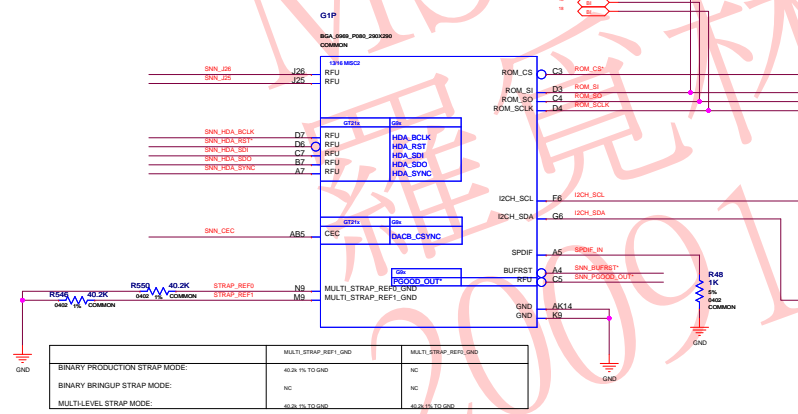 G1P
BGA_0969_P080_290X290
COMMON
13/16 MISC2
SNN_J26 J26 RFU
SNN_J25 J25 RFU
ROM_CS C3 ROM_CS*
ROM_SI D3 ROM_SI
ROM_SO C4 ROM_SO
ROM_SCLK D4 ROM_SCLK
GT21x G9x
SNN_HDA_BCLK D7 RFU HDA_BCLK
SNN_HDA_RST* D6 RFU HDA_RST
SNN_HDA_SDI C7 RFU HDA_SDI
SNN_HDA_SDO B7 RFU HDA_SDO
SNN_HDA_SYNC A7 RFU HDA_SYNC
I2CH_SCL F6 I2CH_SCL
I2CH_SDA G6 I2CH_SDA
GT21x G9x
SNN_CEC AB5 CEC DACB_CSYNC
SPDIF A5 SPDIF_IN
G9x
BUFRST A4 SNN_BUFRST*
PGOOD_OUT* RFU C5 SNN_PGOOD_OUT*
R48
1K
5%
0402
COMMON
GND
R550 40.2K STRAP_REF0 N9 MULTI_STRAP_REF0_GND
0402 1% COMMON
R546 40.2K STRAP_REF1 M9 MULTI_STRAP_REF1_GND
0402 1% COMMON
GND AK14
GND K9
GND
GND
MULTI_STRAP_REF1_GND MULTI_STRAP_REF0_GND
BINARY PRODUCTION STRAP MODE: 40.2k 1% TO GND NC
BINARY BRINGUP STRAP MODE: NC NC
MULTI-LEVEL STRAP MODE: 40.2k 1% TO GND 40.2k 1% TO GND